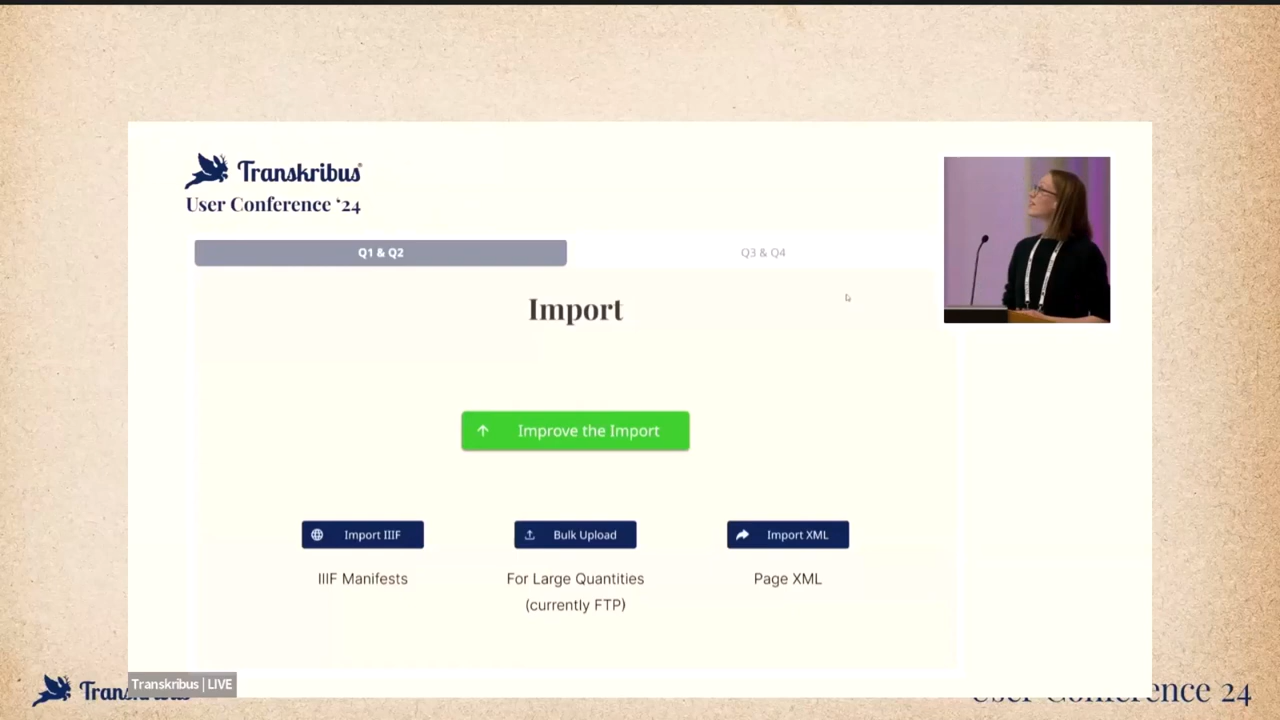 Transkribus®
User Conference ‘24
Q1 & Q2
Q3 & Q4
Import
Improve the Import
Import IIIF
Bulk Upload
Import XML
IIIF Manifests
For Large Quantities
(currently FTP)
Page XML
Transkribus | LIVE
Tran
User Conference 24